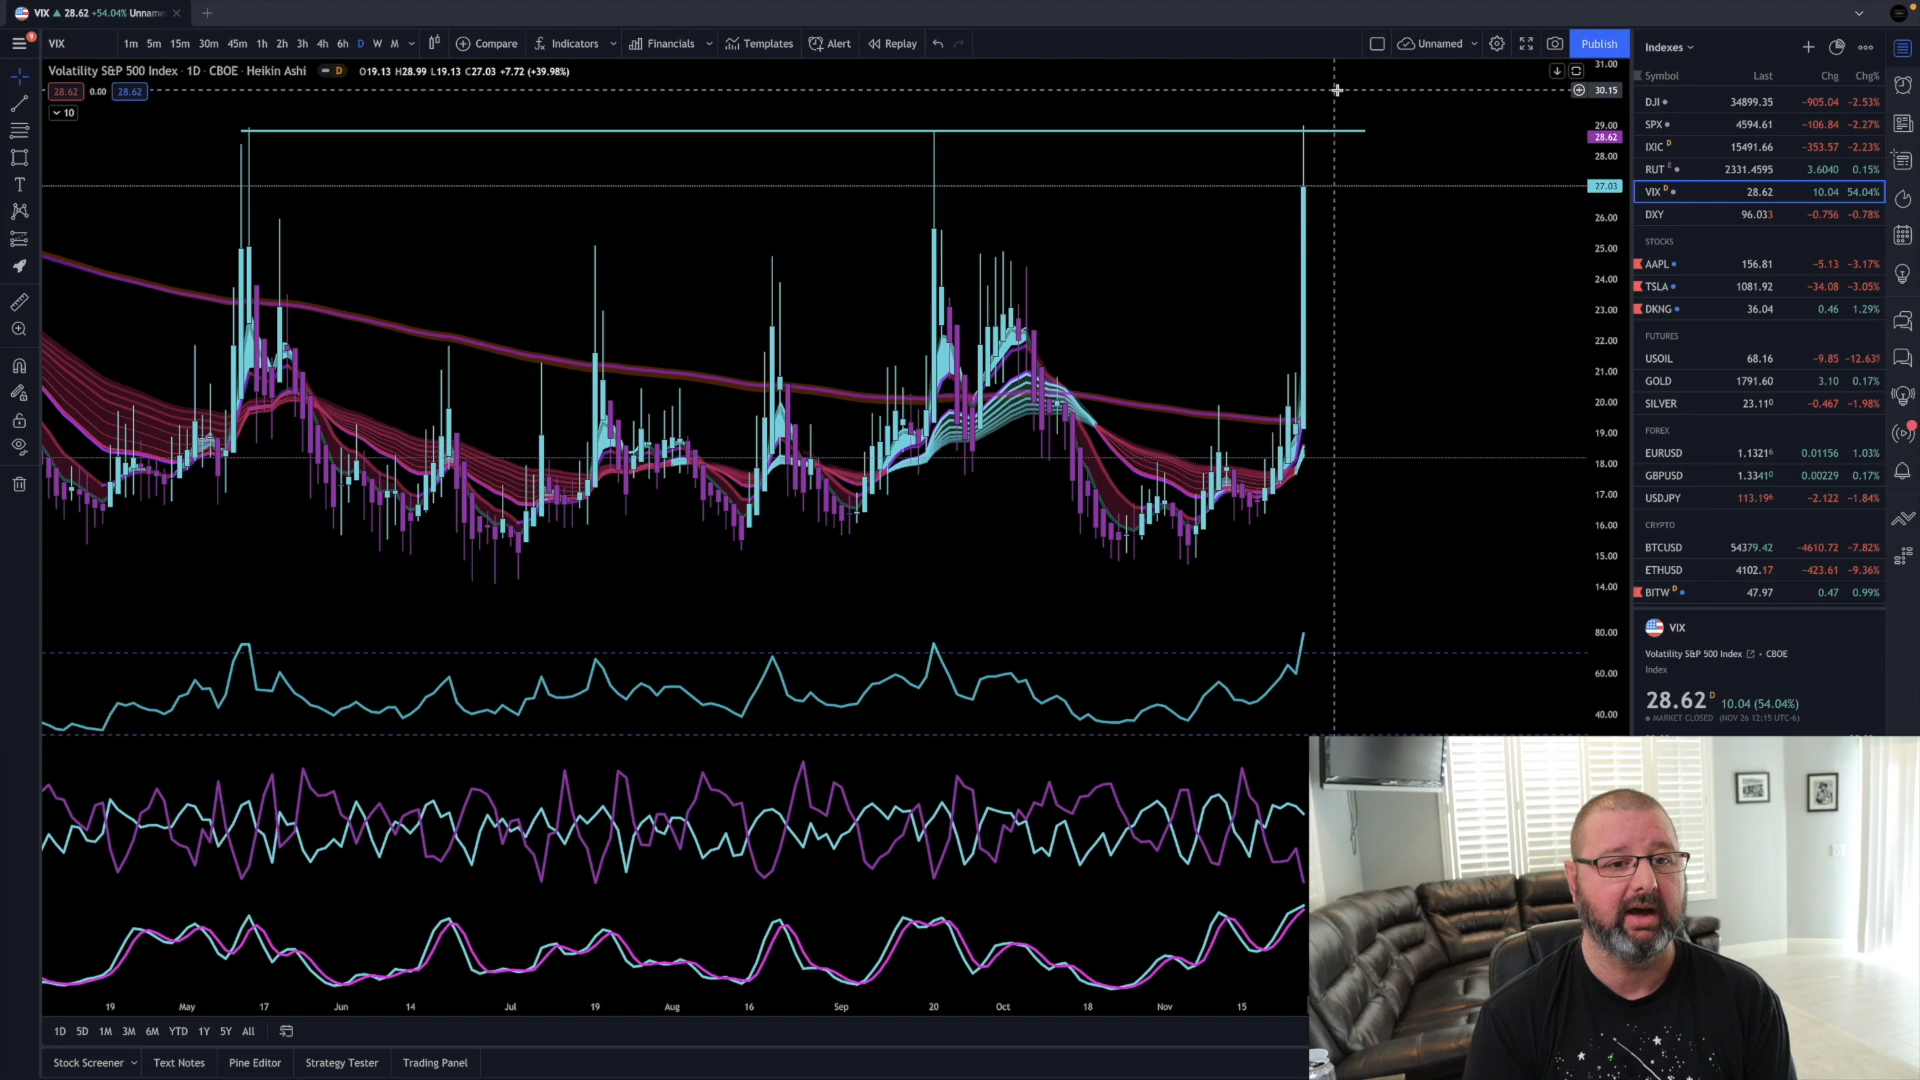 VIX ▲ 28.62 +54.04% Unname
9
VIX 1m 5m 15m 30m 45m 1h 2h 3h 4h 6h D W M Compare Indicators Financials Templates Alert Replay Unnamed Publish
Volatility S&P 500 Index · 1D · CBOE · Heikin Ashi D O19.13 H28.99 L19.13 C27.03 +7.72 (+39.98%)
28.62 0.00 28.62
10
31.00
30.15
29.00
28.62
28.00
27.03
26.00
25.00
24.00
23.00
22.00
21.00
20.00
19.00
18.00
17.00
16.00
15.00
14.00
80.00
60.00
40.00
19 May 17 Jun 14 Jul 19 Aug 16 Sep 20 Oct 18 Nov 15
1D 5D 1M 3M 6M YTD 1Y 5Y All
Stock Screener Text Notes Pine Editor Strategy Tester Trading Panel
Indexes
Symbol Last Chg Chg%
DJI 34899.35 −905.04 −2.53%
SPX 4594.61 −106.84 −2.27%
IXIC D 15491.66 −353.57 −2.23%
RUT E 2331.4595 3.6040 0.15%
VIX D 28.62 10.04 54.04%
DXY 96.033 −0.756 −0.78%
STOCKS
AAPL 156.81 −5.13 −3.17%
TSLA 1081.92 −34.08 −3.05%
DKNG 36.04 0.46 1.29%
FUTURES
USOIL 68.16 −9.85 −12.63%
GOLD 1791.60 3.10 0.17%
SILVER 23.110 −0.467 −1.98%
FOREX
EURUSD 1.13216 0.01156 1.03%
GBPUSD 1.33410 0.00229 0.17%
USDJPY 113.196 −2.122 −1.84%
CRYPTO
BTCUSD 54379.42 −4610.72 −7.82%
ETHUSD 4102.17 −423.61 −9.36%
BITW D 47.97 0.47 0.99%
VIX
Volatility S&P 500 Index · CBOE
Index
28.62 D 10.04 (54.04%)
MARKET CLOSED (NOV 26 12:15 UTC-6)